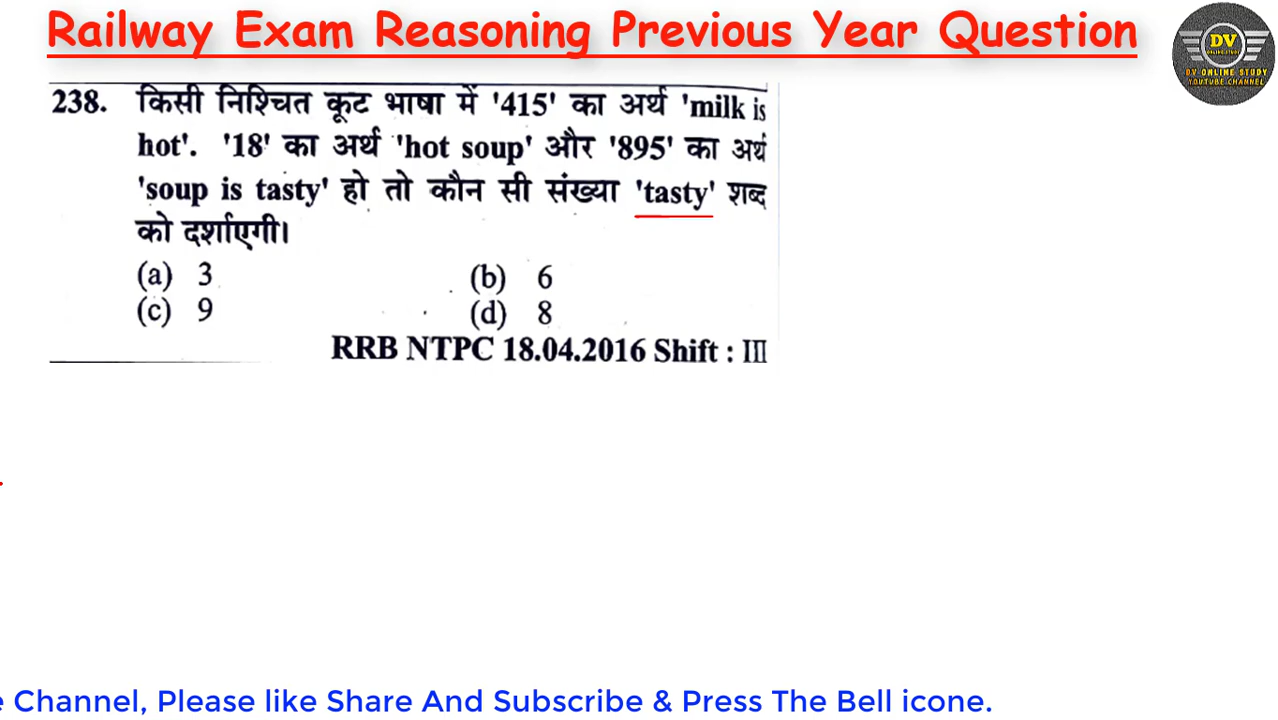 Railway Exam Reasoning Previous Year Question
DV
ONLINE STUDY
DV ONLINE STUDY
YOUTUBE CHANNEL
238. किसी निश्चित कूट भाषा में '415' का अर्थ 'milk is
hot'. '18' का अर्थ 'hot soup' और '895' का अर्थ
'soup is tasty' हो तो कौन सी संख्या 'tasty' शब्द
को दर्शाएगी।
(a) 3 (b) 6
(c) 9 (d) 8
RRB NTPC 18.04.2016 Shift : III
e Channel, Please like Share And Subscribe & Press The Bell icone.